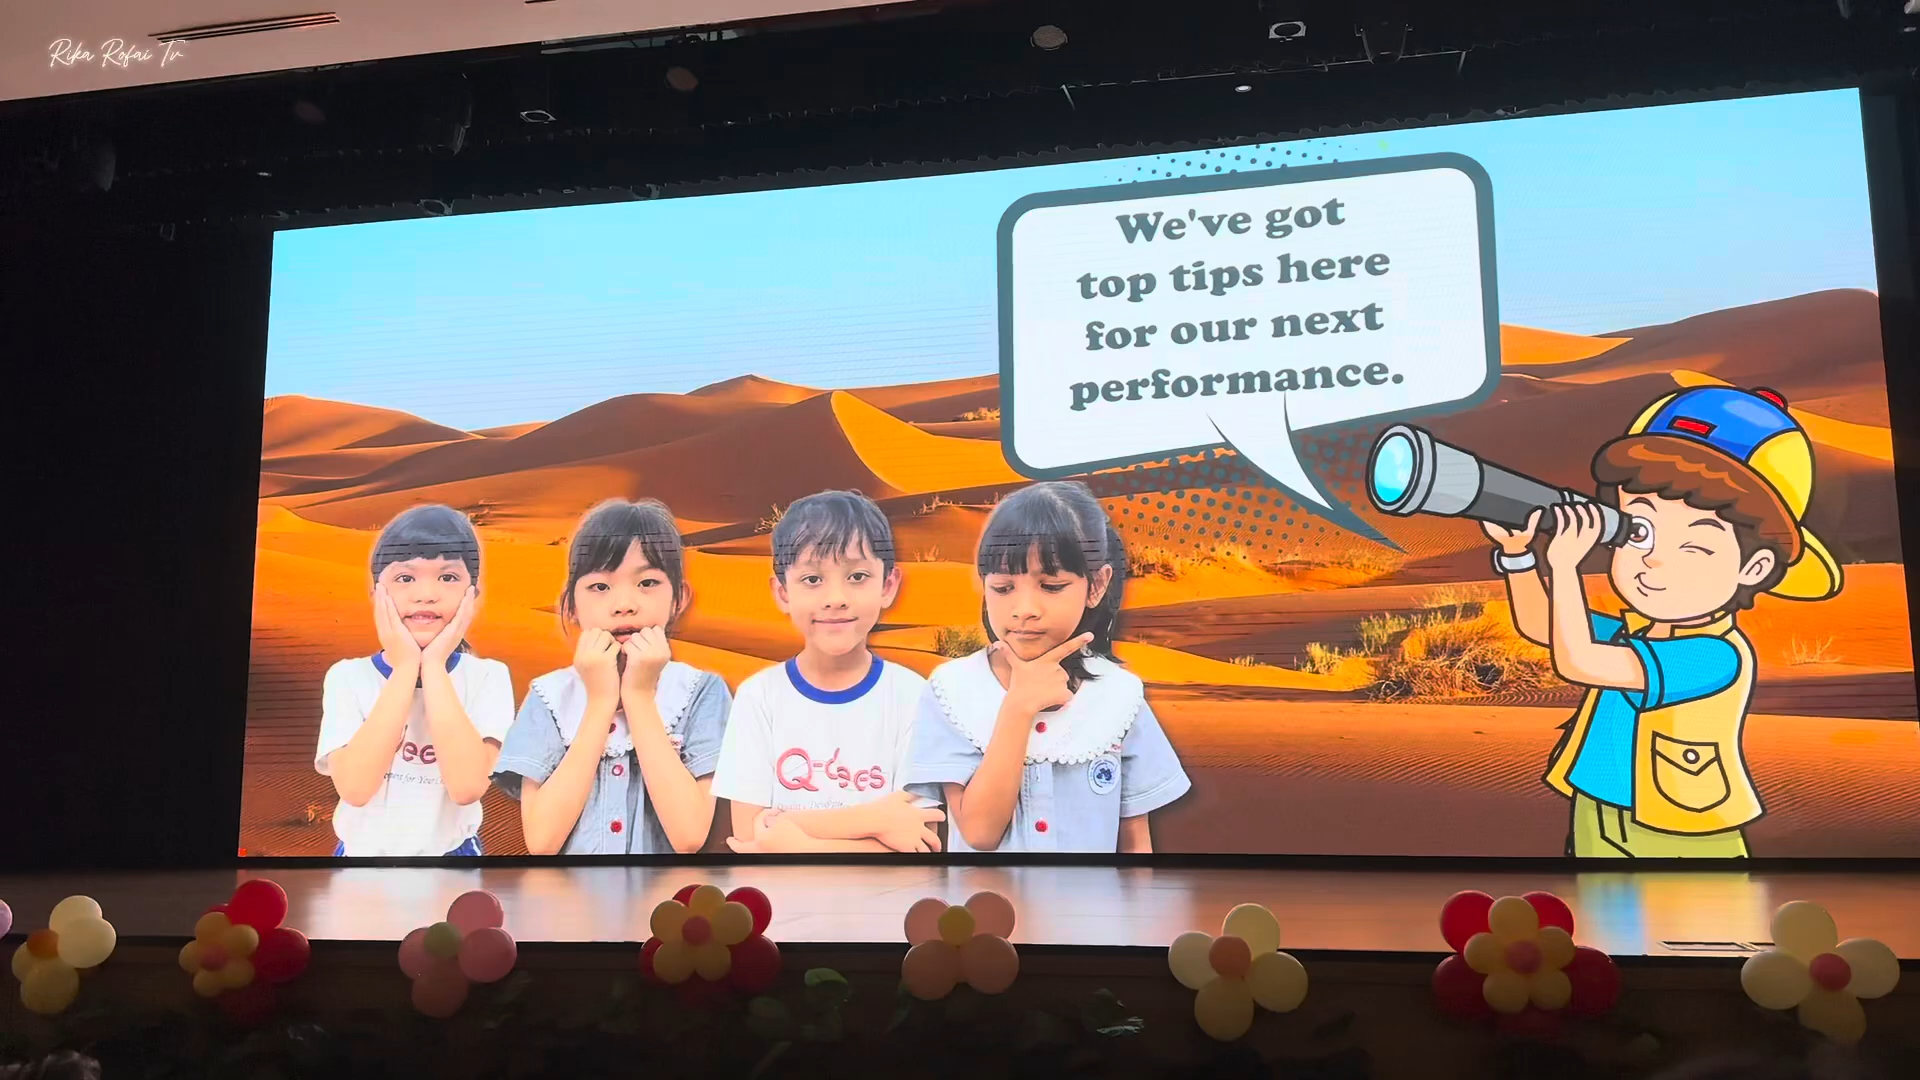 Rika Rofai Tv
We've got
top tips here
for our next
performance.
Q-dees